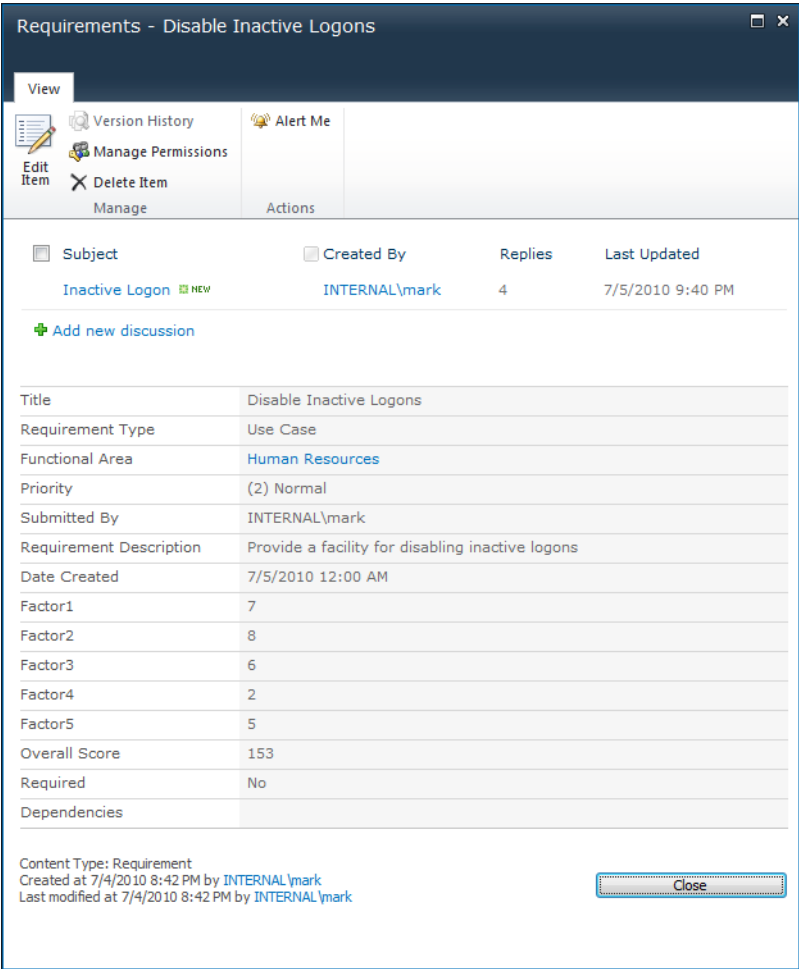 Requirements - Disable Inactive Logons
View
Edit Item
Version History
Manage Permissions
Delete Item
Manage
Alert Me
Actions
Subject Created By Replies Last Updated
Inactive Logon NEW INTERNAL\mark 4 7/5/2010 9:40 PM
Add new discussion
Title Disable Inactive Logons
Requirement Type Use Case
Functional Area Human Resources
Priority (2) Normal
Submitted By INTERNAL\mark
Requirement Description Provide a facility for disabling inactive logons
Date Created 7/5/2010 12:00 AM
Factor1 7
Factor2 8
Factor3 6
Factor4 2
Factor5 5
Overall Score 153
Required No
Dependencies
Content Type: Requirement
Created at 7/4/2010 8:42 PM by INTERNAL\mark
Last modified at 7/4/2010 8:42 PM by INTERNAL\mark
Close